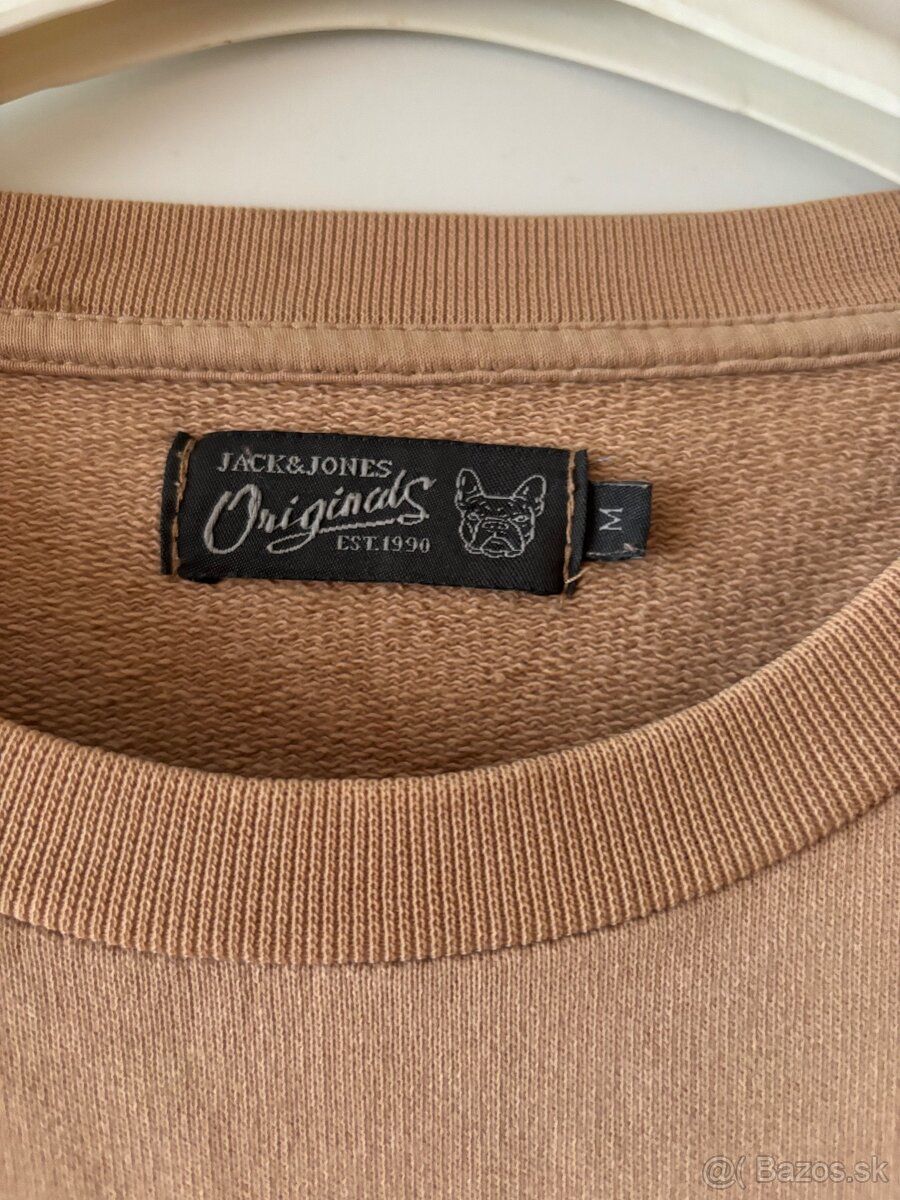 JACK&JONES
Originals
EST.1990
M
@( Bazos.sk